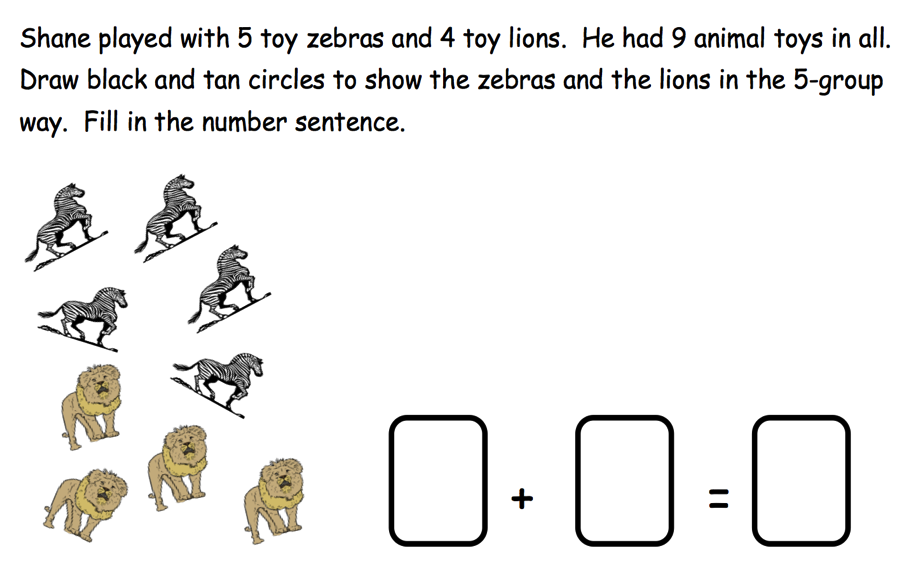 Shane played with 5 toy zebras and 4 toy lions. He had 9 animal toys in all.
Draw black and tan circles to show the zebras and the lions in the 5-group
way. Fill in the number sentence.
+ =